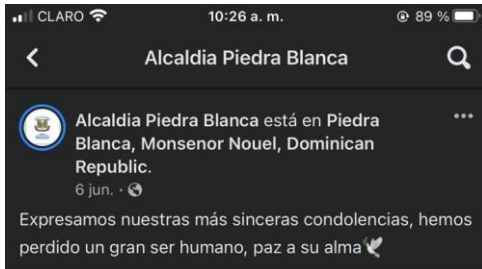 CLARO 10:26 a. m. 89 %
Alcaldia Piedra Blanca
Alcaldia Piedra Blanca está en Piedra
Blanca, Monsenor Nouel, Dominican
Republic.
6 jun. ·
Expresamos nuestras más sinceras condolencias, hemos
perdido un gran ser humano, paz a su alma🕊️